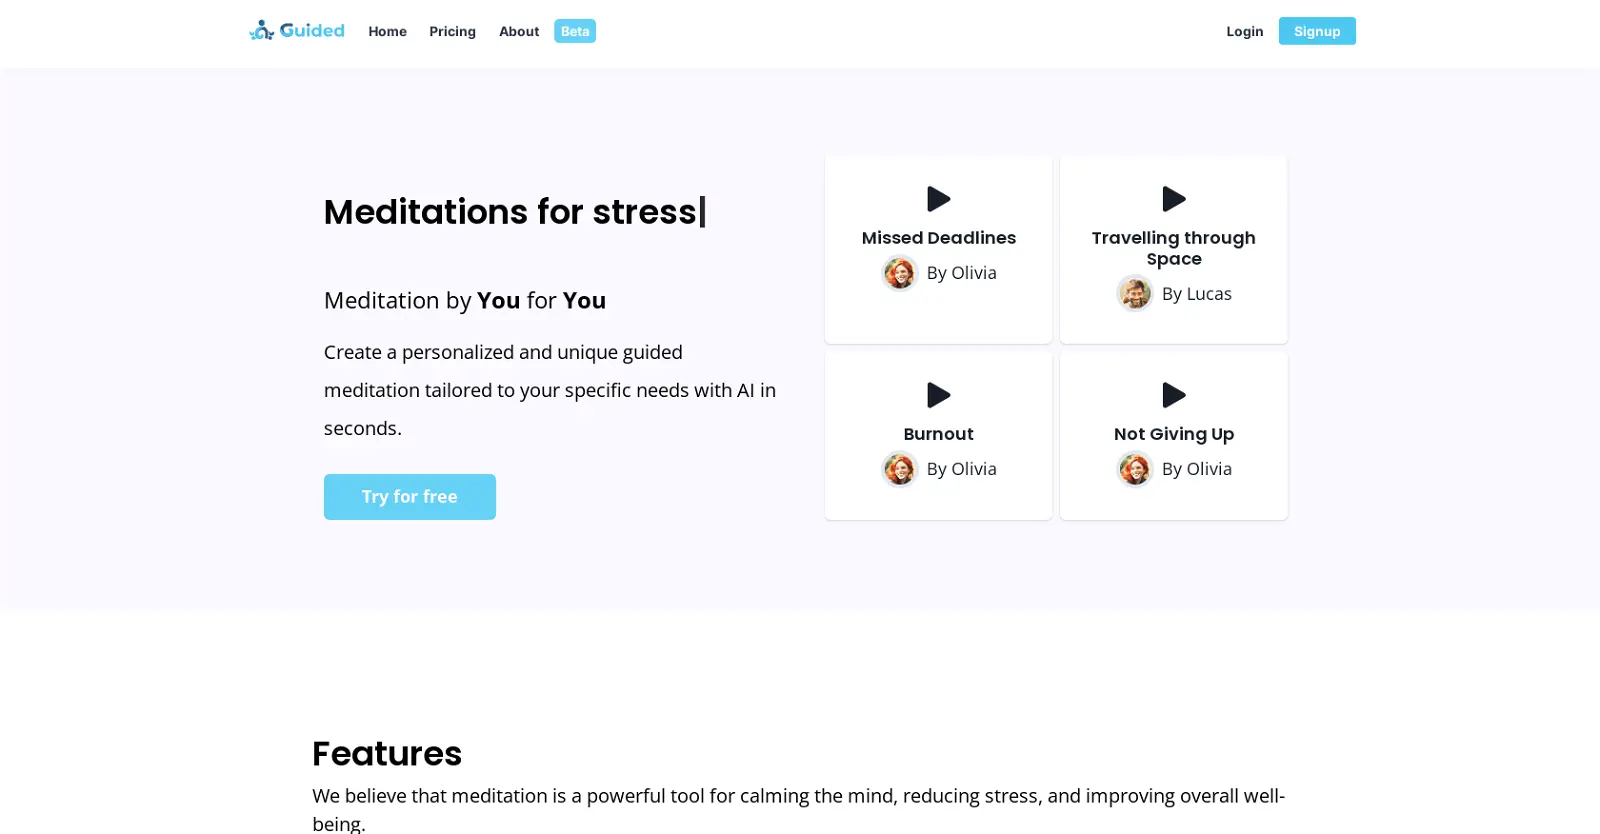 Guided
Home
Pricing
About
Beta
Login
Signup
Meditations for stress|
Meditation by You for You
Create a personalized and unique guided
meditation tailored to your specific needs with AI in
seconds.
Try for free
Missed Deadlines
By Olivia
Travelling through
Space
By Lucas
Burnout
By Olivia
Not Giving Up
By Olivia
Features
We believe that meditation is a powerful tool for calming the mind, reducing stress, and improving overall well-
being.